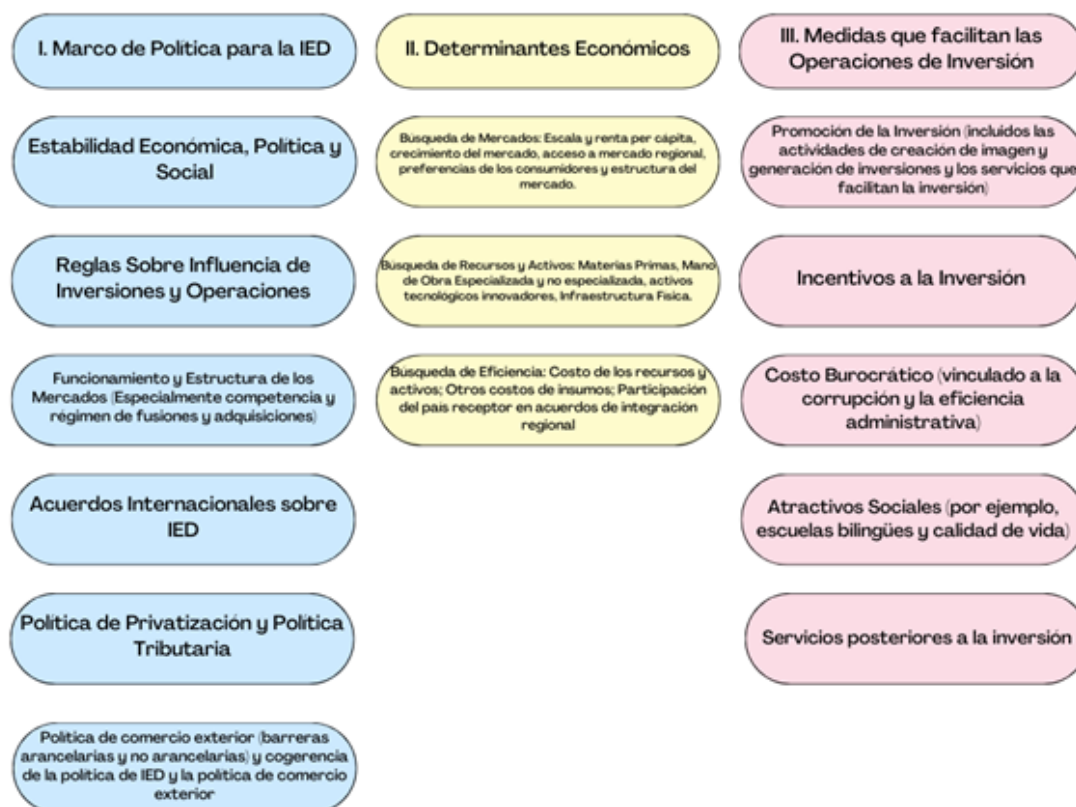 I. Marco de Política para la IED
Estabilidad Económica, Política y
Social
Reglas Sobre Influencia de
Inversiones y Operaciones
Funcionamiento y Estructura de los
Mercados (Especialmente competencia y
régimen de fusiones y adquisiciones)
Acuerdos Internacionales sobre
IED
Política de Privatización y Política
Tributaria
Política de comercio exterior (barreras
arancelarias y no arancelarias) y cogerencia
de la política de IED y la política de comercio
exterior
II. Determinantes Económicos
Búsqueda de Mercados: Escala y renta per cápita,
crecimiento del mercado, acceso a mercado regional,
preferencias de los consumidores y estructura del
mercado.
Búsqueda de Recursos y Activos: Materias Primas, Mano
de Obra Especializada y no especializada, activos
tecnológicos innovadores, Infraestructura Física.
Búsqueda de Eficiencia: Costo de los recursos
y activos; Otros costos de insumos; Participación
del país receptor en acuerdos de integración
regional
III. Medidas que facilitan las
Operaciones de Inversión
Promoción de la Inversión (incluidos las
actividades de creación de imagen y
generación de inversiones y los servicios que
facilitan la inversión)
Incentivos a la Inversión
Costo Burocrático (vinculado a la
corrupción y la eficiencia
administrativa)
Atractivos Sociales (por ejemplo,
escuelas bilingües y calidad de vida)
Servicios posteriores a la inversión